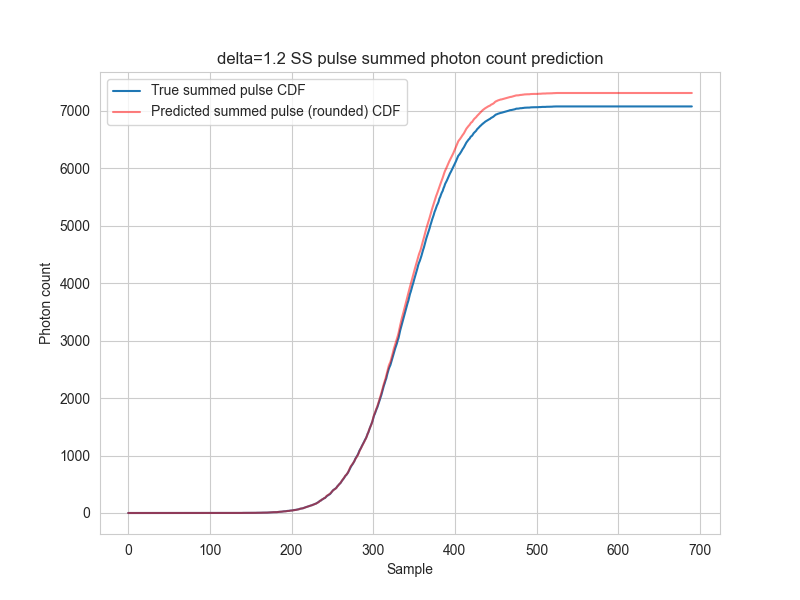 delta=1.2 SS pulse summed photon count prediction
True summed pulse CDF
Predicted summed pulse (rounded) CDF
Photon count
7000
6000
5000
4000
3000
2000
1000
0
0 100 200 300 400 500 600 700
Sample